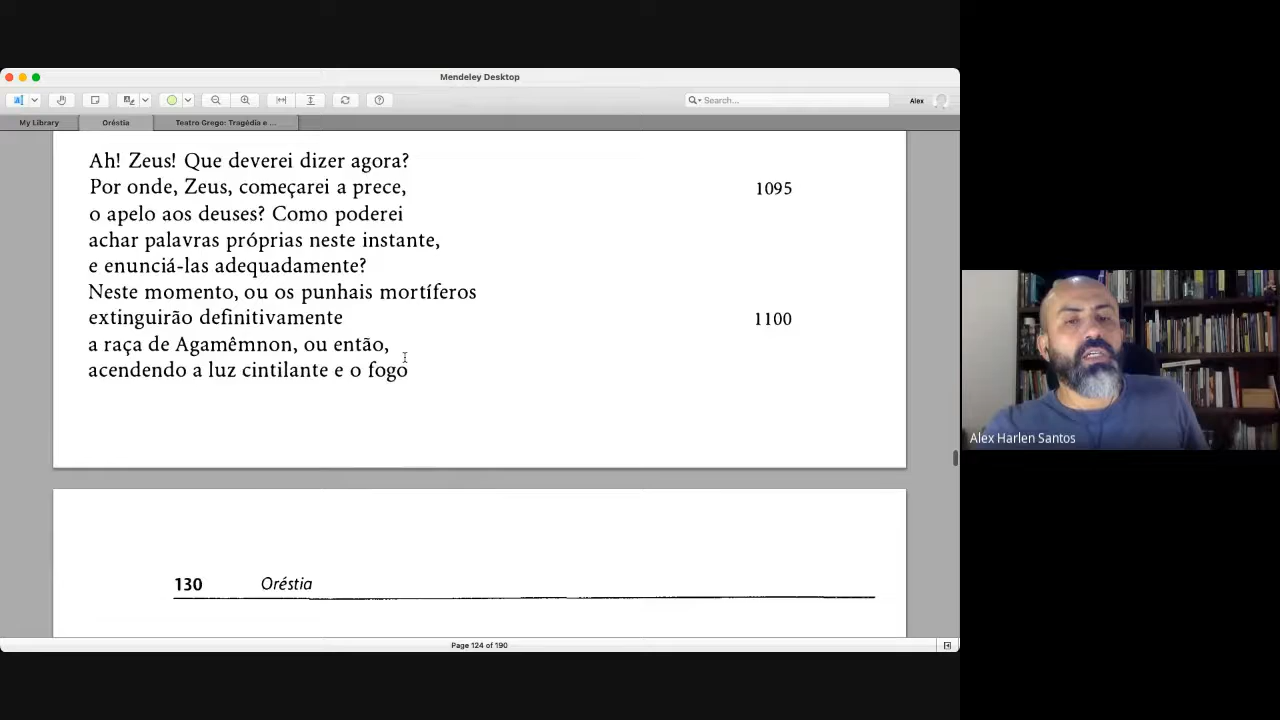 Mendeley Desktop
Search...
Alex
My Library
Oréstia
Teatro Grego: Tragédia e ...
Ah! Zeus! Que deverei dizer agora?
Por onde, Zeus, começarei a prece, 1095
o apelo aos deuses? Como poderei
achar palavras próprias neste instante,
e enunciá-las adequadamente?
Neste momento, ou os punhais mortíferos
extinguirão definitivamente 1100
a raça de Agamêmnon, ou então,
acendendo a luz cintilante e o fogo
130 Oréstia
Page 124 of 190
Alex Harlen Santos